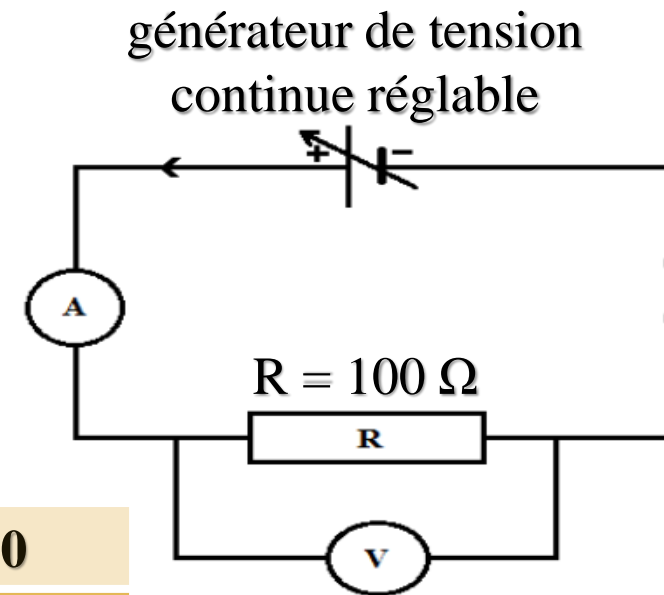 générateur de tension
continue réglable
+ −
A
R = 100 Ω
R
0
V